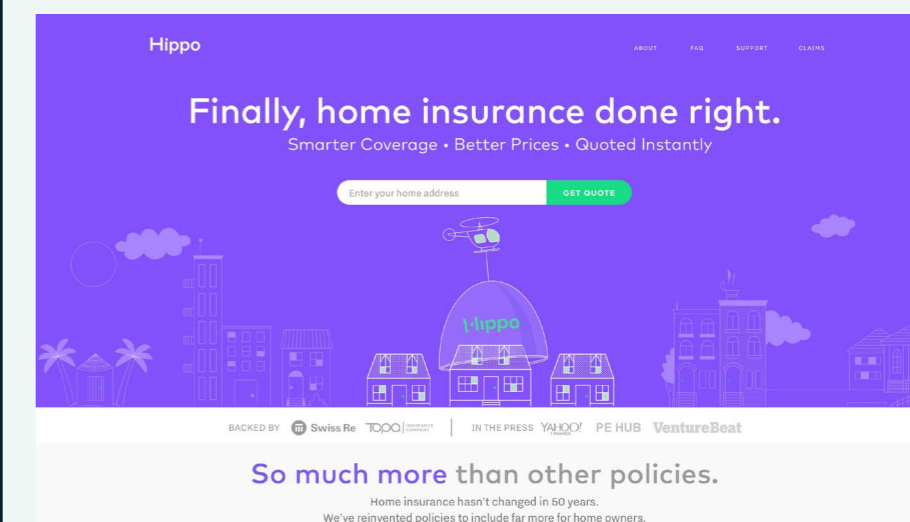 Hippo
ABOUT FAQ SUPPORT CLAIMS
Finally, home insurance done right.
Smarter Coverage • Better Prices • Quoted Instantly
Enter your home address GET QUOTE
Hippo
BACKED BY Swiss Re TOPA INSURANCE COMPANY IN THE PRESS YAHOO! FINANCE PE HUB VentureBeat
So much more than other policies.
Home insurance hasn't changed in 50 years.
We've reinvented policies to include far more for home owners.